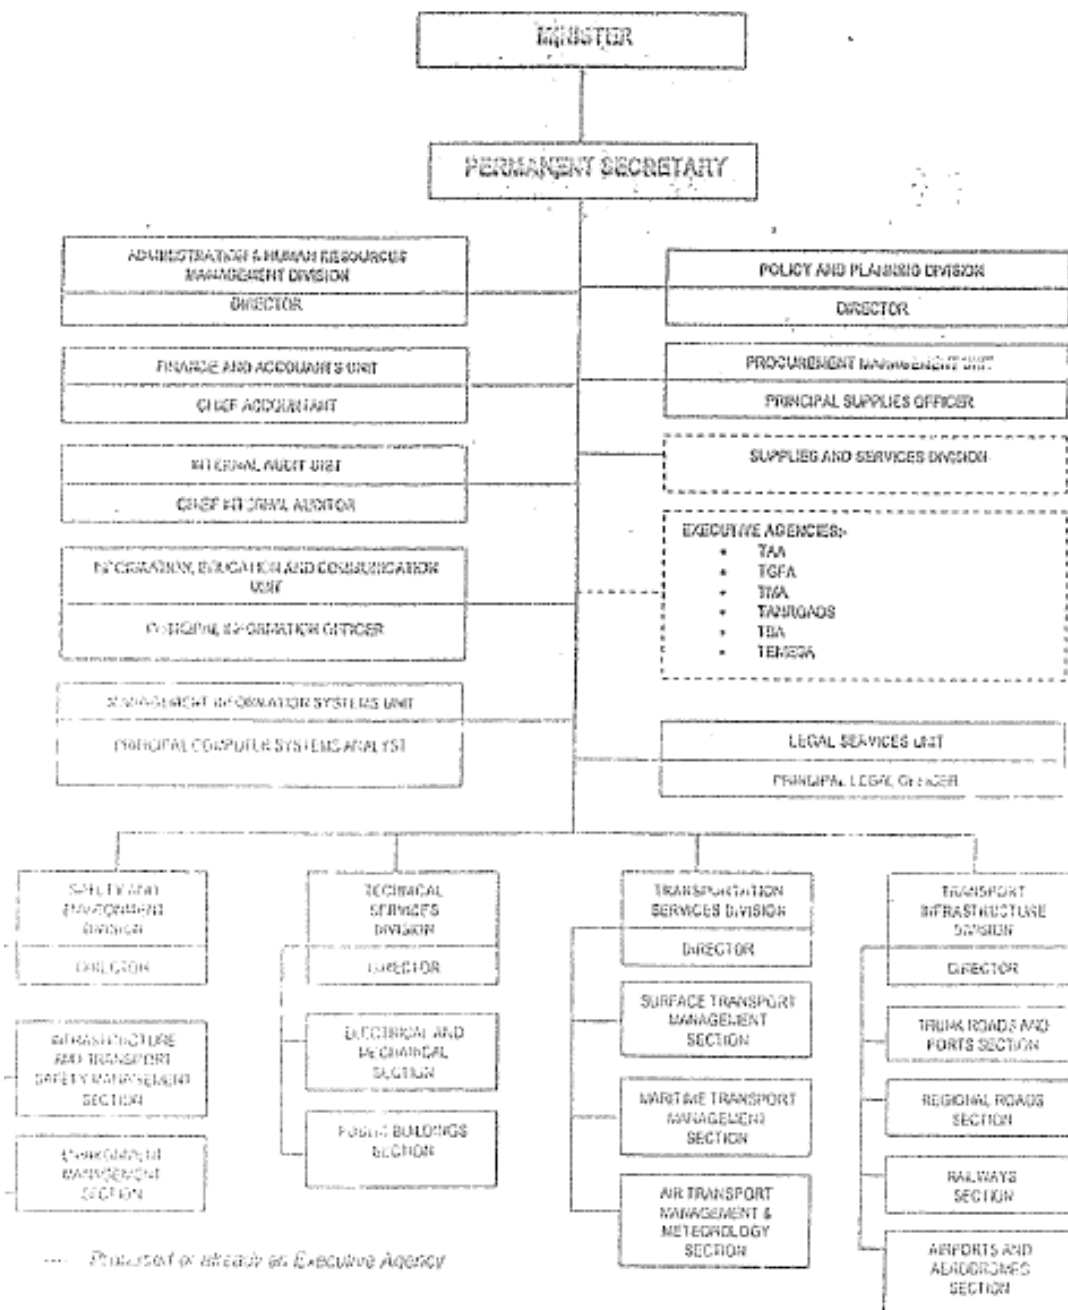 MINISTER
PERMANENT SECRETARY
ADMINISTRATION & HUMAN RESOURCES
MANAGEMENT DIVISION
DIRECTOR
POLICY AND PLANNING DIVISION
DIRECTOR
FINANCE AND ACCOUNTS UNIT
CHIEF ACCOUNTANT
PROCUREMENT MANAGEMENT UNIT
PRINCIPAL SUPPLIES OFFICER
INTERNAL AUDIT UNIT
CHIEF INTERNAL AUDITOR
SUPPLIES AND SERVICES DIVISION
INFORMATION, EDUCATION AND COMMUNICATION
UNIT
PRINCIPAL INFORMATION OFFICER
EXECUTIVE AGENCIES:-
• TAA
• TGFA
• TMA
• TANROADS
• TBA
• TEMESA
MANAGEMENT INFORMATION SYSTEMS UNIT
PRINCIPAL COMPUTER SYSTEMS ANALYST
LEGAL SERVICES UNIT
PRINCIPAL LEGAL OFFICER
SAFETY AND
ENVIRONMENT
DIVISION
DIRECTOR
INFRASTRUCTURE
AND TRANSPORT
SAFETY MANAGEMENT
SECTION
ENVIRONMENT
MANAGEMENT
SECTION
TECHNICAL
SERVICES
DIVISION
DIRECTOR
ELECTRICAL AND
MECHANICAL
SECTION
PUBLIC BUILDINGS
SECTION
TRANSPORTATION
SERVICES DIVISION
DIRECTOR
SURFACE TRANSPORT
MANAGEMENT
SECTION
MARITIME TRANSPORT
MANAGEMENT
SECTION
AIR TRANSPORT
MANAGEMENT &
METEOROLOGY
SECTION
TRANSPORT
INFRASTRUCTURE
DIVISION
DIRECTOR
TRUNK ROADS AND
PORTS SECTION
REGIONAL ROADS
SECTION
RAILWAYS
SECTION
AIRPORTS AND
AERODROMES
SECTION
---- Proposed or already an Executive Agency